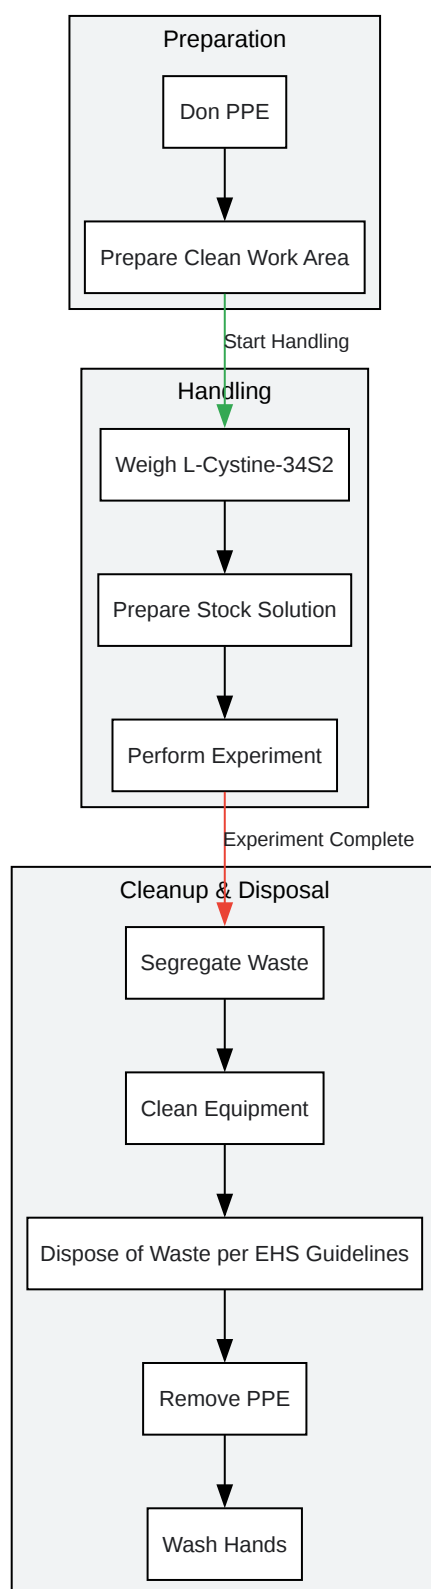 Preparation
Don PPE
Prepare Clean Work Area
Start Handling
Handling
Weigh L-Cystine-34S2
Prepare Stock Solution
Perform Experiment
Experiment Complete
Cleanup & Disposal
Segregate Waste
Clean Equipment
Dispose of Waste per EHS Guidelines
Remove PPE
Wash Hands